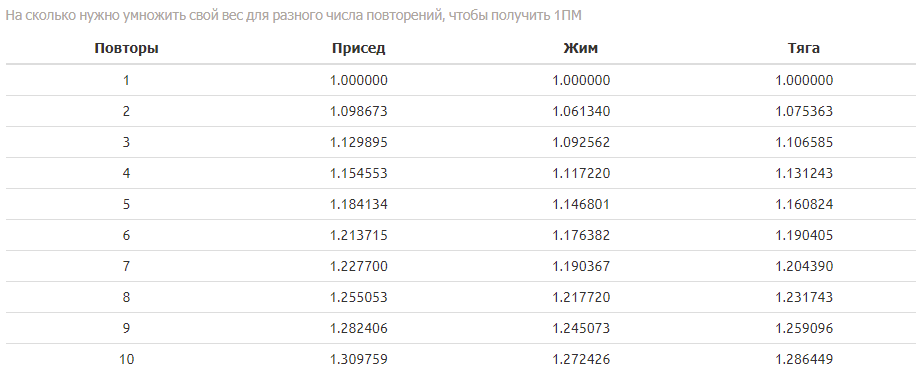 На сколько нужно умножить свой вес для разного числа повторений, чтобы получить 1ПМ
Повторы Присед Жим Тяга
1 1.000000 1.000000 1.000000
2 1.098673 1.061340 1.075363
3 1.129895 1.092562 1.106585
4 1.154553 1.117220 1.131243
5 1.184134 1.146801 1.160824
6 1.213715 1.176382 1.190405
7 1.227700 1.190367 1.204390
8 1.255053 1.217720 1.231743
9 1.282406 1.245073 1.259096
10 1.309759 1.272426 1.286449